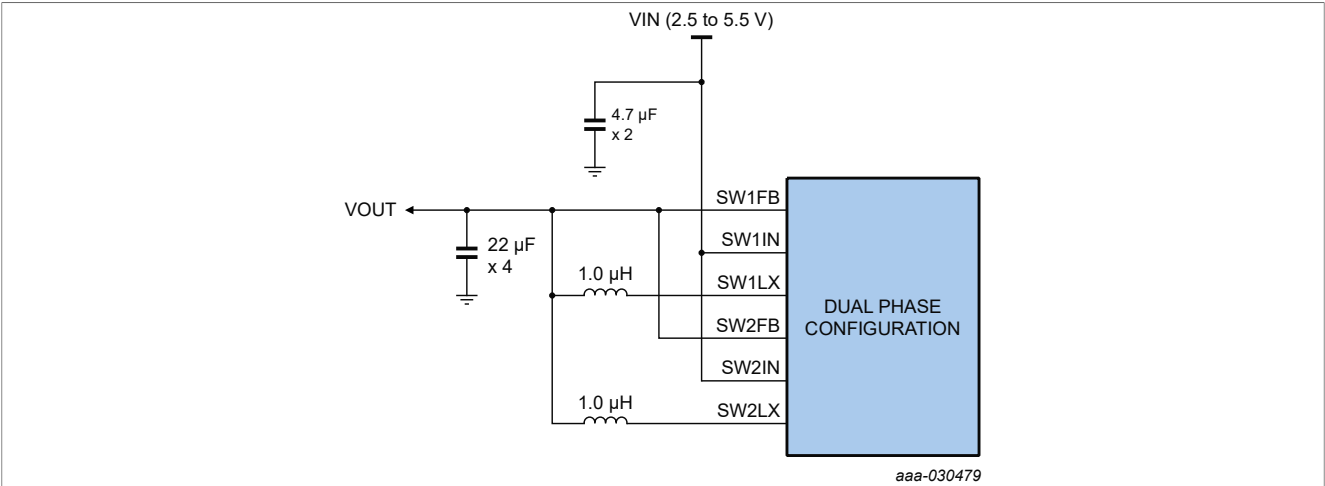 VIN (2.5 to 5.5 V)
4.7 µF
x 2
SW1FB
VOUT
SW1IN
22 µF
x 4
1.0 µH
SW1LX
DUAL PHASE
CONFIGURATION
SW2FB
SW2IN
1.0 µH
SW2LX
aaa-030479